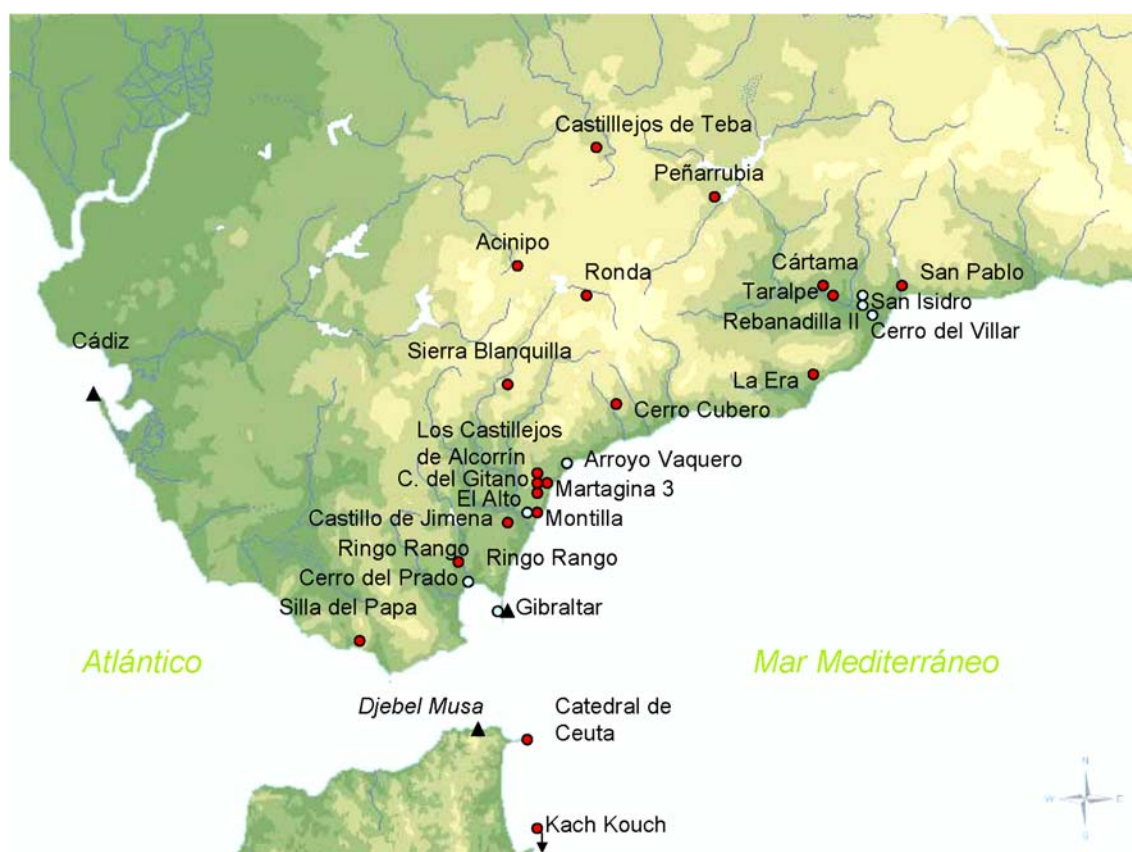 Castilllejos de Teba
Peñarrubia
Acinipo
Ronda
Cártama
San Pablo
Taralpe
San Isidro
Rebanadilla II
Cerro del Villar
Cádiz
Sierra Blanquilla
La Era
Cerro Cubero
Los Castillejos
de Alcorrín
Arroyo Vaquero
C. del Gitano
Martagina 3
El Alto
Castillo de Jimena
Montilla
Ringo Rango
Ringo Rango
Cerro del Prado
Silla del Papa
Gibraltar
Atlántico
Mar Mediterráneo
Djebel Musa
Catedral de
Ceuta
N
W
E
S
Kach Kouch